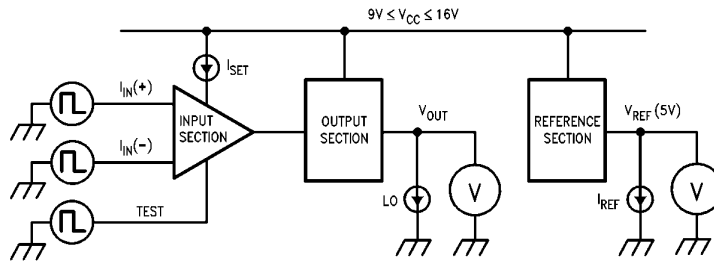 9V ≤ VCC ≤ 16V
ISET
IIN(+)
INPUT
SECTION
IIN(-)
TEST
OUTPUT
SECTION
VOUT
LO
V
REFERENCE
SECTION
VREF (5V)
IREF
V